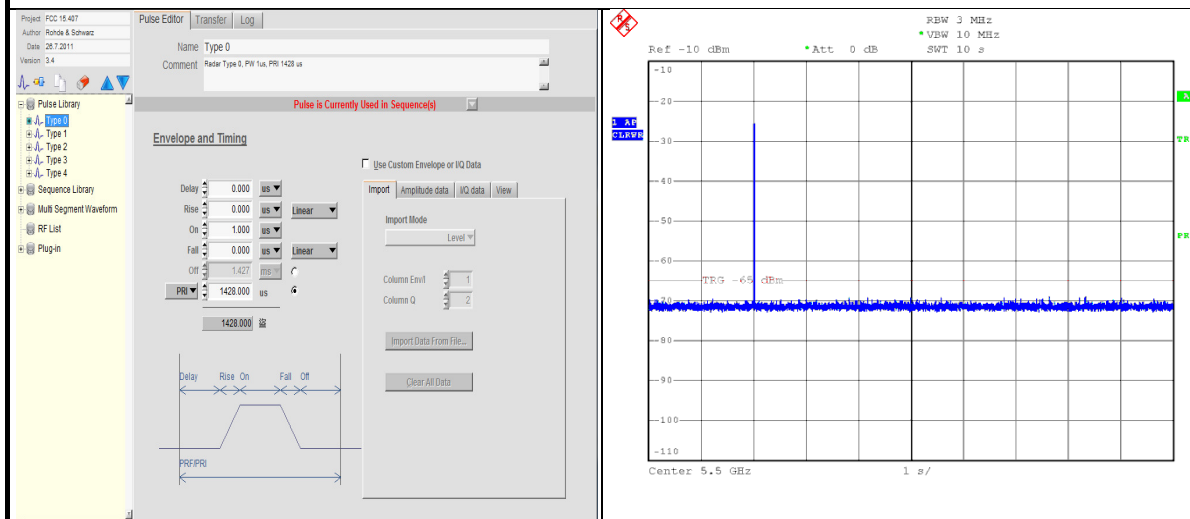 Project FCC 15.407
Author Rohde & Schwarz
Date 26.7.2011
Version 3.4
Pulse Library
Type 0
Type 1
Type 2
Type 3
Type 4
Sequence Library
Multi Segment Waveform
RF List
Plug-in
Pulse Editor Transfer Log
Name Type 0
Comment Radar Type 0, PW 1us, PRI 1428 us
Pulse is Currently Used in Sequence(s)
Envelope and Timing
Delay 0.000 us
Rise 0.000 us Linear
On 1.000 us
Fall 0.000 us Linear
Off 1.427 ms
PRI 1428.000 us
1428.000
Delay Rise On Fall Off
PRF/PRI
Use Custom Envelope or I/Q Data
Import Amplitude data I/Q data View
Import Mode
Level
Column Env/I 1
Column Q 2
Import Data From File...
Clear All Data
R S
RBW 3 MHz
* VBW 10 MHz
Ref -10 dBm * Att 0 dB SWT 10 s
-10
-20
1 AP
CLRWR
-30
-40
-50
-60
TRG -65 dBm
-70
-80
-90
-100
-110
A
TR
PR
Center 5.5 GHz 1 s/